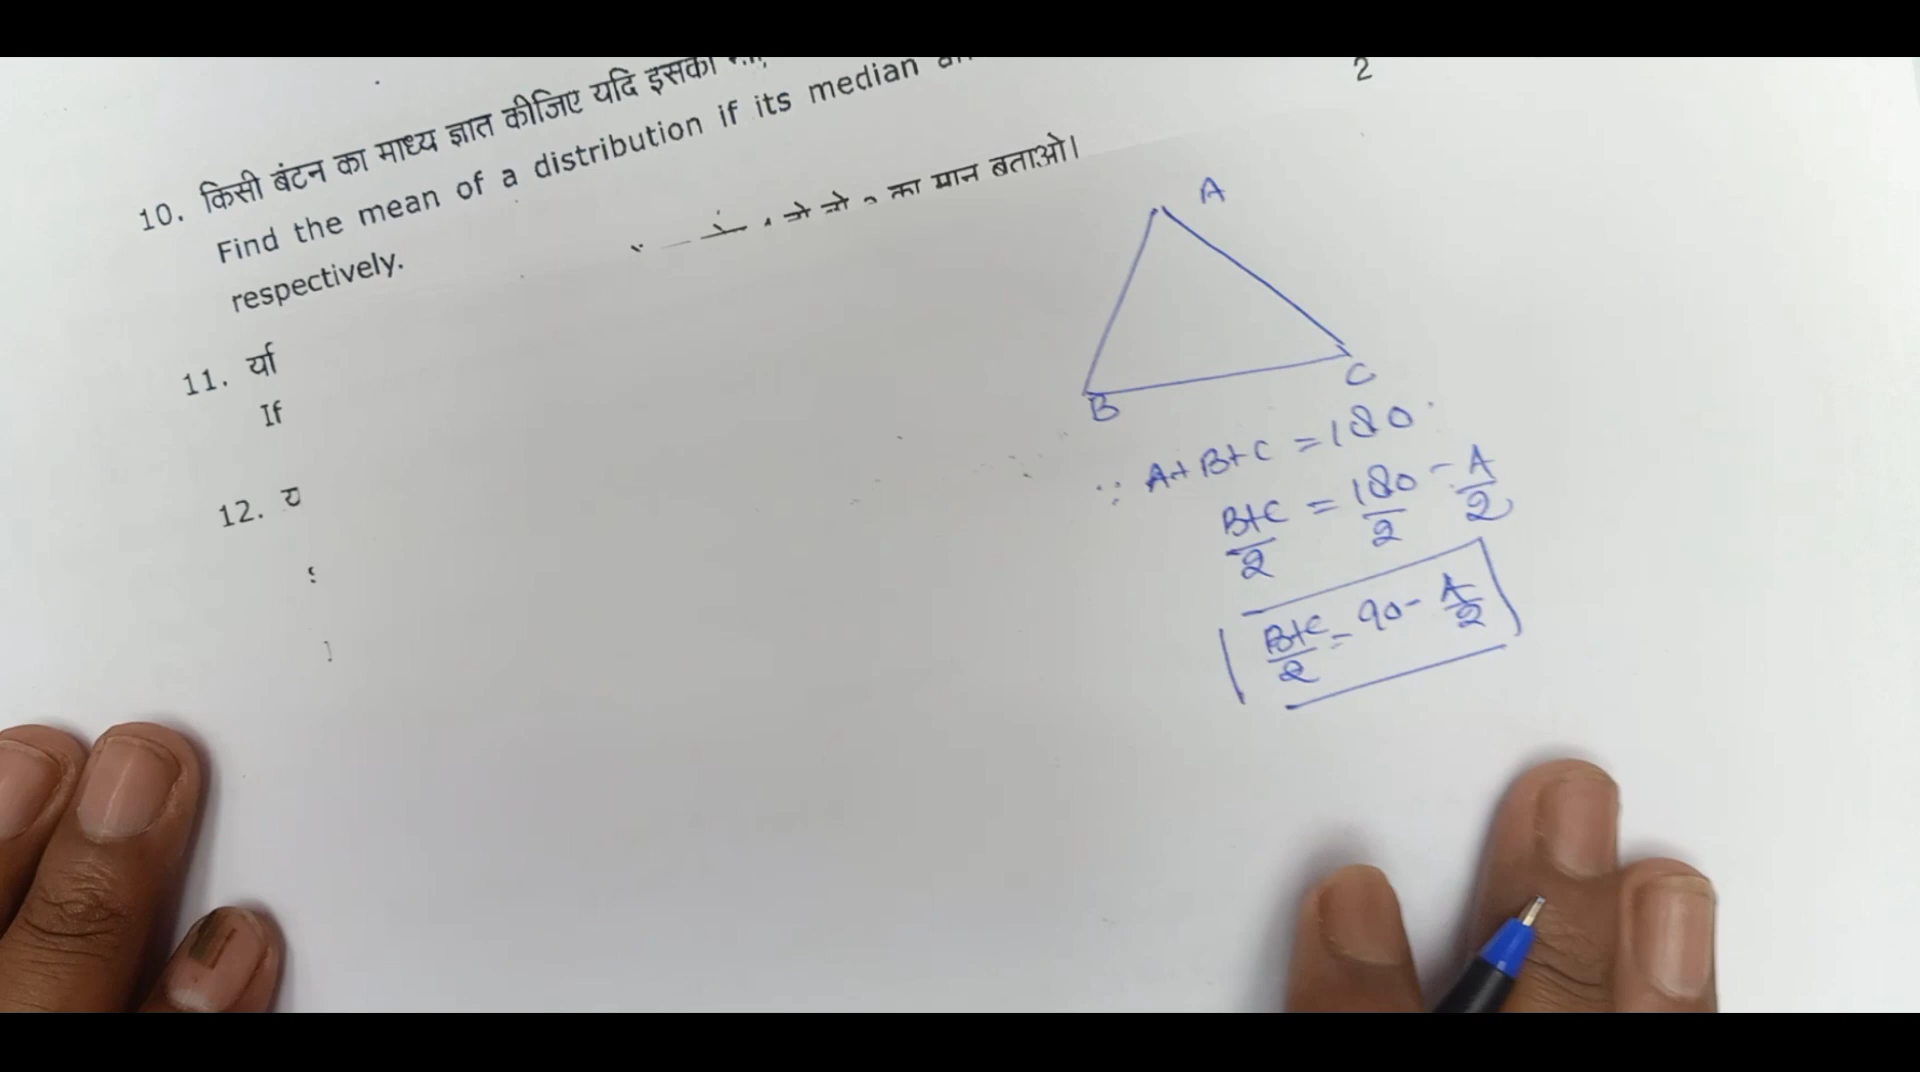 2
10. किसी बंटन का माध्य ज्ञात कीजिए यदि इसका
Find the mean of a distribution if its median
respectively.
का मान बताओ।
11.
If
12.
A
B
C
∵ A+B+C = 180
B+C/2 = 180/2 - A/2
B+C/2 = 90 - A/2